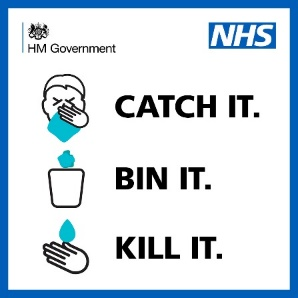 HM Government
NHS
CATCH IT.
BIN IT.
KILL IT.